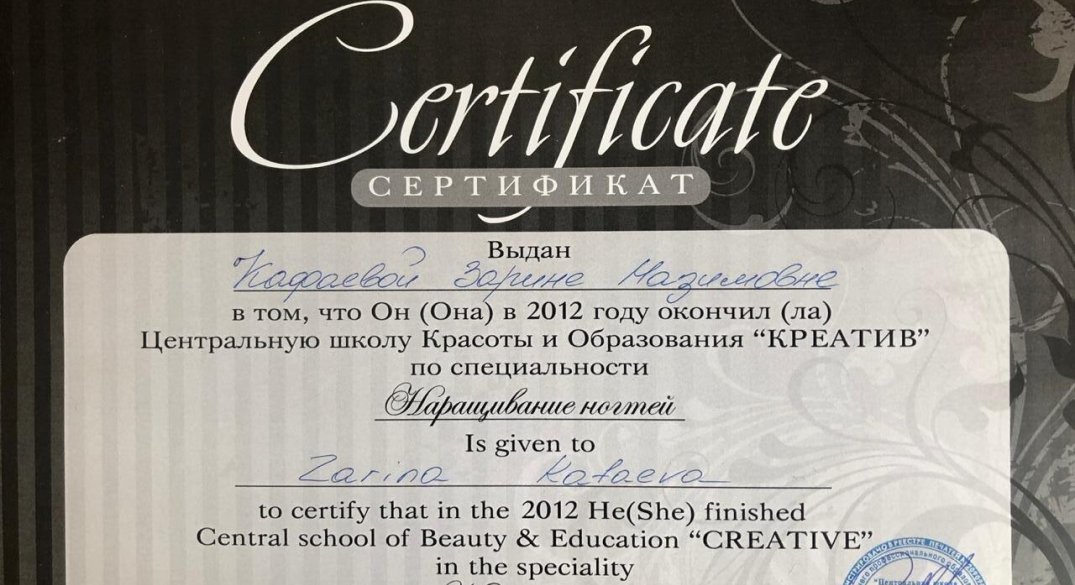 Certificate
СЕРТИФИКАТ
Выдан
Кафаевой Зарине Назимовне
в том, что Он (Она) в 2012 году окончил (ла)
Центральную школу Красоты и Образования “КРЕАТИВ”
по специальности
Наращивание ногтей
Is given to
Zarina Kafaeva
to certify that in the 2012 He(She) finished
Central school of Beauty & Education “CREATIVE”
in the speciality